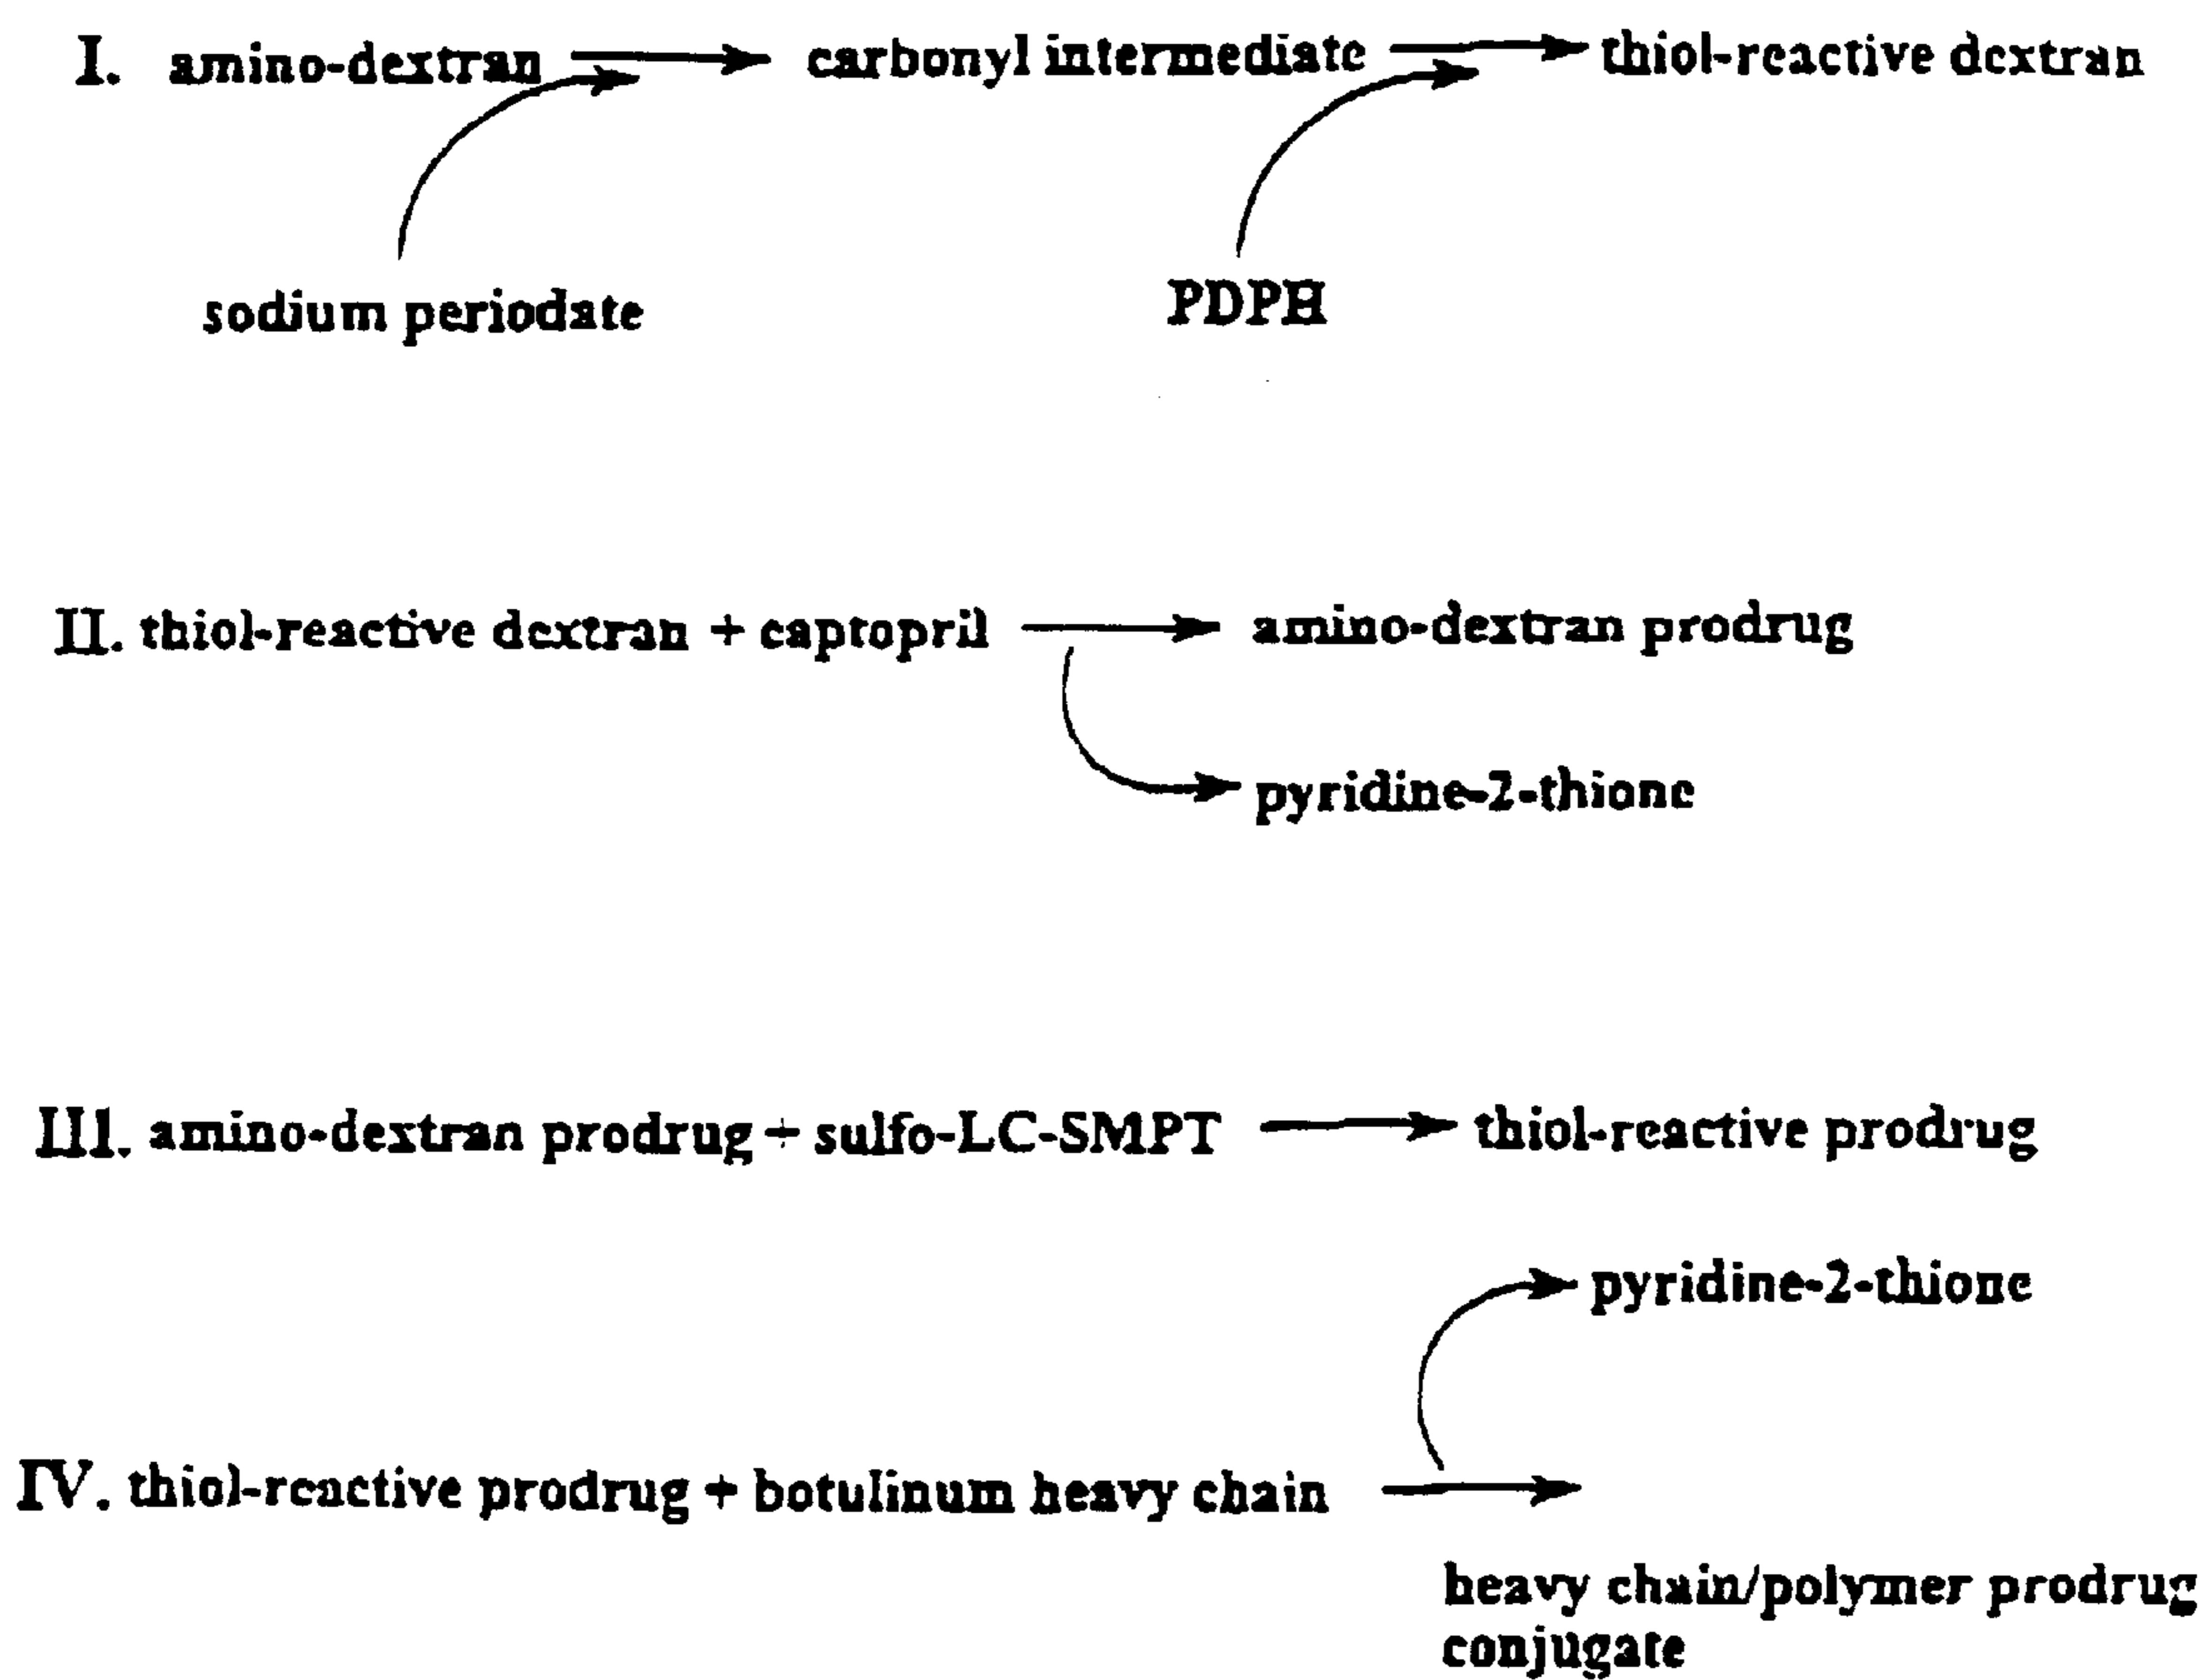 I. amino-dextran carbonyl intermediate thiol-reactive dextran
sodium periodate PDPH
II. thiol-reactive dextran + captopril amino-dextran prodrug
pyridine-2-thione
III. amino-dextran prodrug + sulfo-LC-SMPT thiol-reactive prodrug
pyridine-2-thione
IV. thiol-reactive prodrug + botulinum heavy chain
heavy chain/polymer prodrug
conjugate